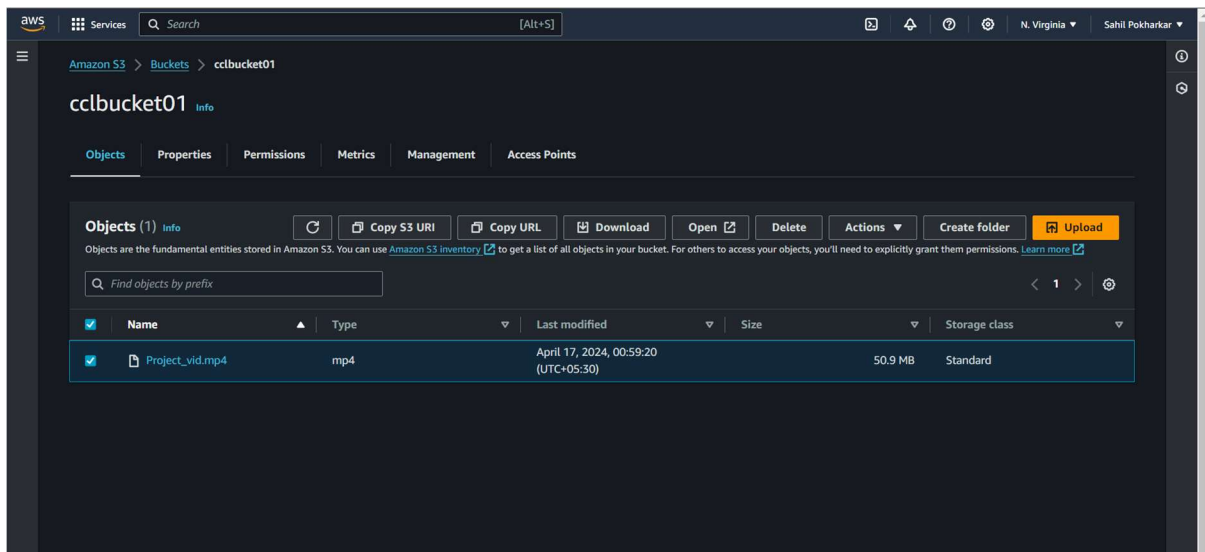 aws Services Search [Alt+S] N. Virginia ▼ Sahil Pokharkar ▼
Amazon S3 > Buckets > cclbucket01
cclbucket01 Info
Objects Properties Permissions Metrics Management Access Points
Objects (1) Info Copy S3 URI Copy URL Download Open Delete Actions ▼ Create folder Upload
Objects are the fundamental entities stored in Amazon S3. You can use Amazon S3 inventory to get a list of all objects in your bucket. For others to access your objects, you'll need to explicitly grant them permissions. Learn more
Find objects by prefix < 1 >
Name ▲ Type Last modified Size Storage class
Project_vid.mp4 mp4 April 17, 2024, 00:59:20 50.9 MB Standard
(UTC+05:30)